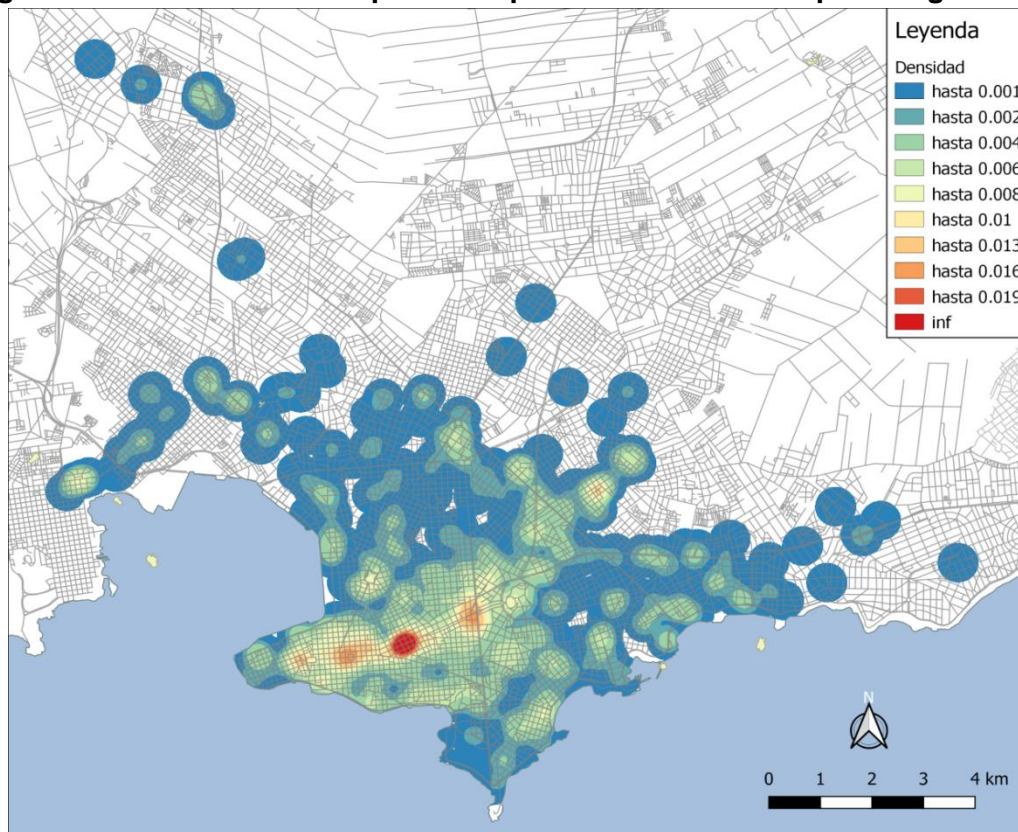 Leyenda
Densidad
hasta 0.001
hasta 0.002
hasta 0.004
hasta 0.006
hasta 0.008
hasta 0.01
hasta 0.013
hasta 0.016
hasta 0.019
inf
N
0 1 2 3 4 km